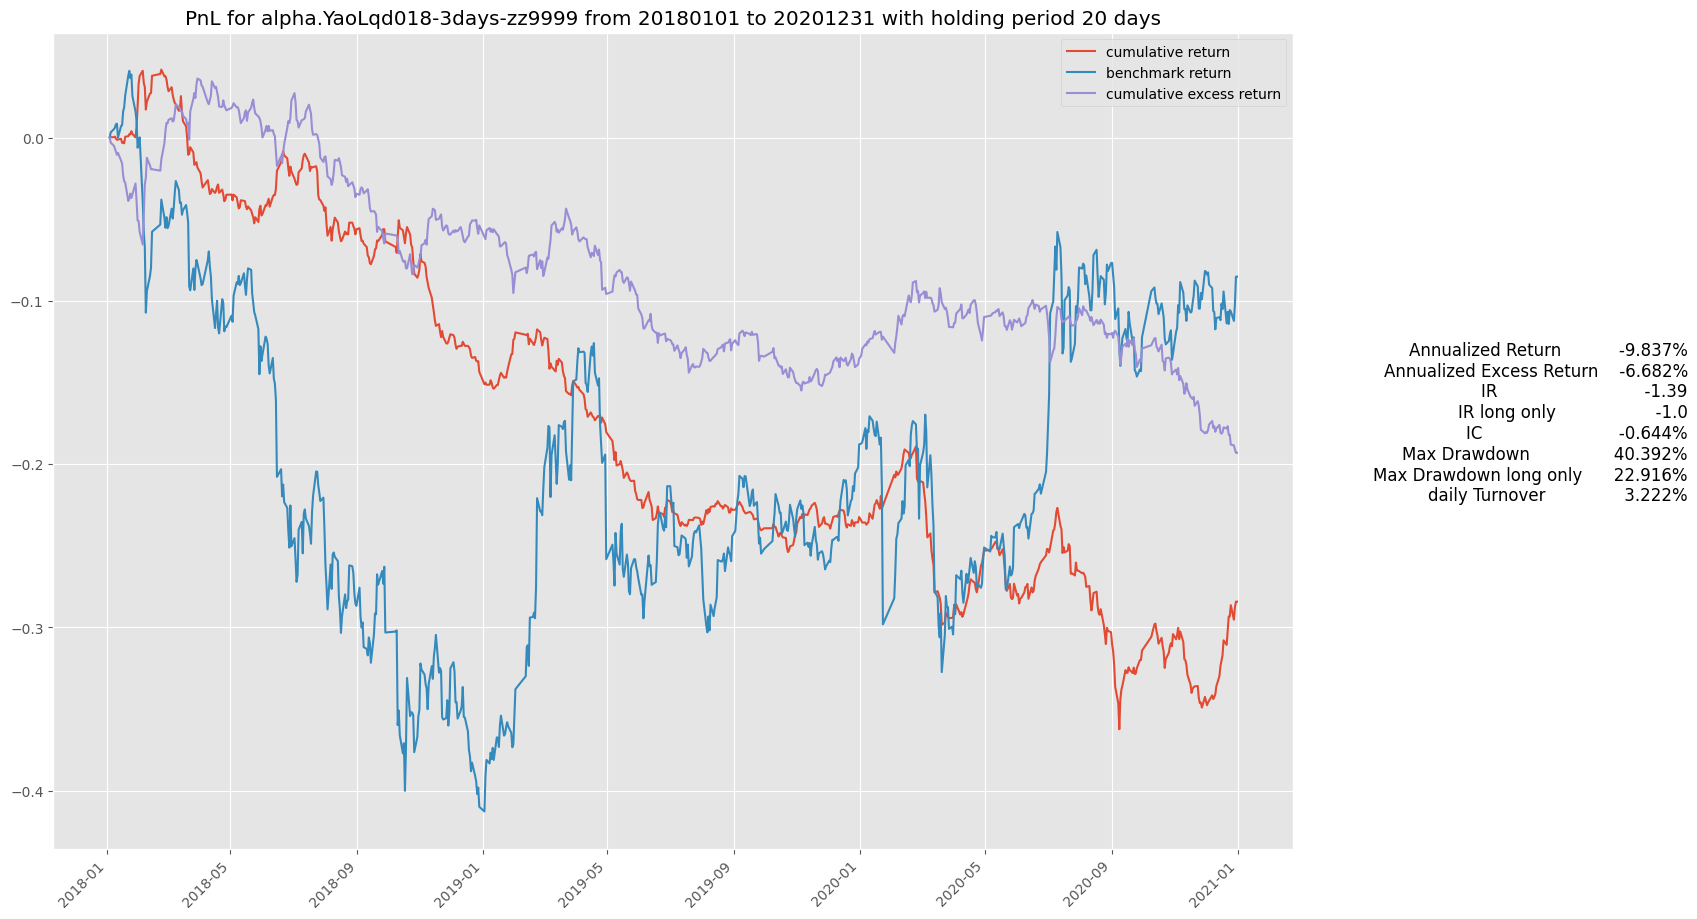 PnL for alpha.YaoLqd018-3days-zz9999 from 20180101 to 20201231 with holding period 20 days
cumulative return
benchmark return
cumulative excess return
0.0
−0.1
−0.2
−0.3
−0.4
2018-01
2018-05
2018-09
2019-01
2019-05
2019-09
2020-01
2020-05
2020-09
2021-01
Annualized Return -9.837%
Annualized Excess Return -6.682%
IR -1.39
IR long only -1.0
IC -0.644%
Max Drawdown 40.392%
Max Drawdown long only 22.916%
daily Turnover 3.222%